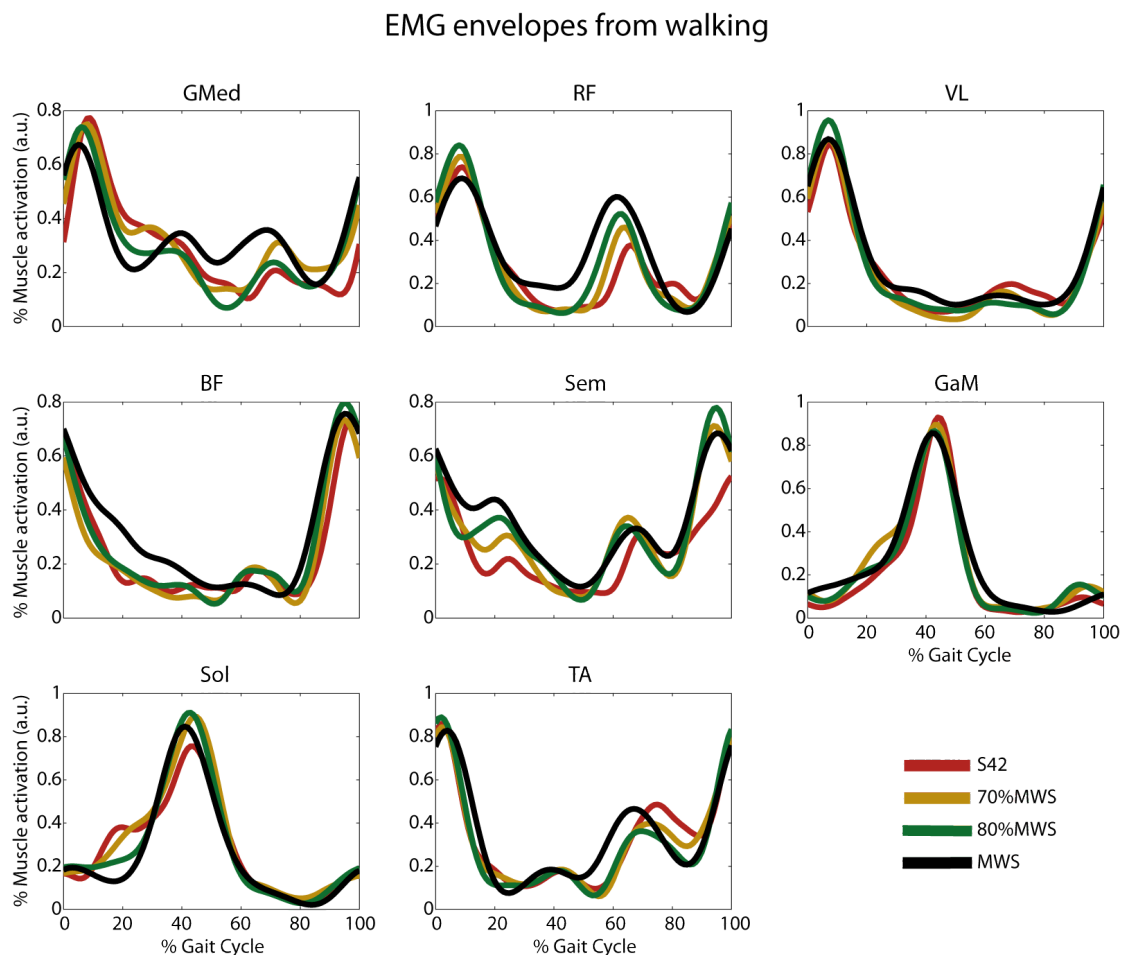 EMG envelopes from walking
GMed
RF
VL
% Muscle activation (a.u.)
0.8
0.6
0.4
0.2
0
1
0.8
0.6
0.4
0.2
0
1
0.8
0.6
0.4
0.2
0
BF
Sem
GaM
% Muscle activation (a.u.)
0.8
0.6
0.4
0.2
0
0.8
0.6
0.4
0.2
0
1
0.8
0.6
0.4
0.2
0
0 20 40 60 80 100
% Gait Cycle
Sol
TA
% Muscle activation (a.u.)
1
0.8
0.6
0.4
0.2
0
1
0.8
0.6
0.4
0.2
0
0 20 40 60 80 100
0 20 40 60 80 100
% Gait Cycle
% Gait Cycle
S42
70%MWS
80%MWS
MWS